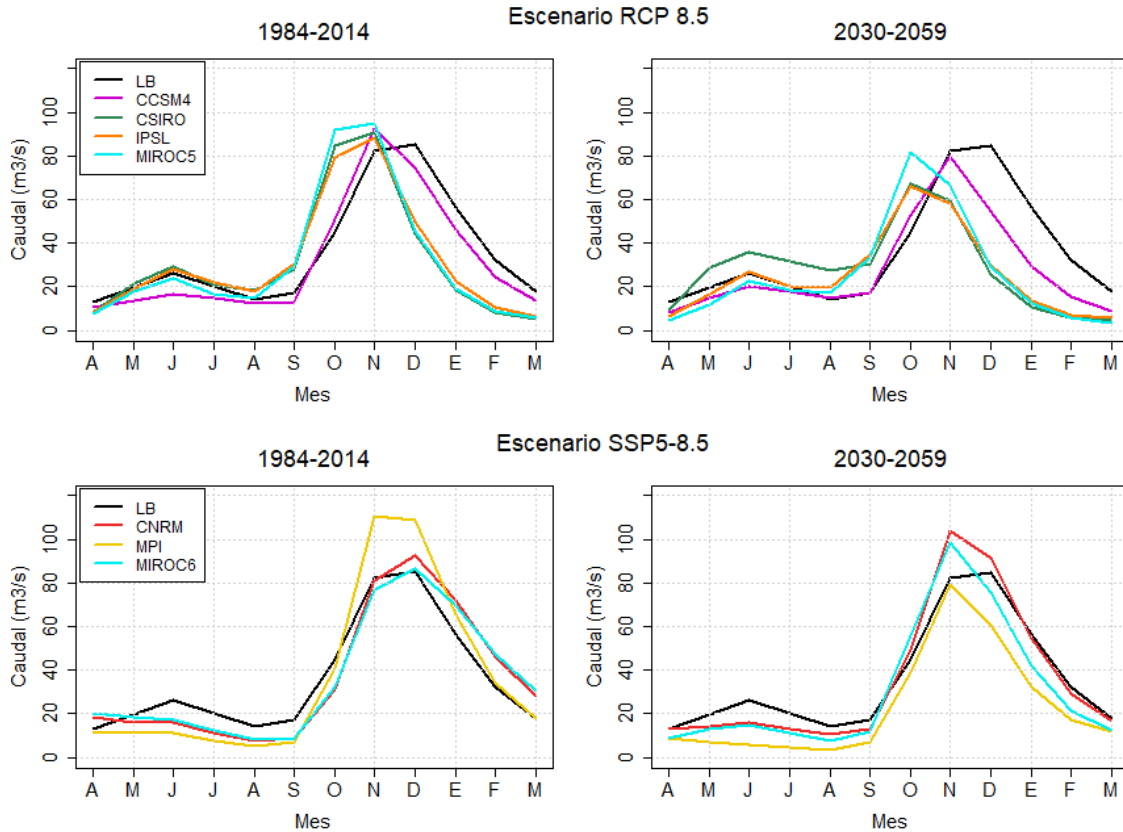 Escenario RCP 8.5
1984-2014
2030-2059
Caudal (m3/s)
0 20 40 60 80 100
LB
CCSM4
CSIRO
IPSL
MIROC5
A M J J A S O N D E F M
Mes
Caudal (m3/s)
0 20 40 60 80 100
A M J J A S O N D E F M
Mes
Escenario SSP5-8.5
1984-2014
2030-2059
Caudal (m3/s)
0 20 40 60 80 100
LB
CNRM
MPI
MIROC6
A M J J A S O N D E F M
Mes
Caudal (m3/s)
0 20 40 60 80 100
A M J J A S O N D E F M
Mes